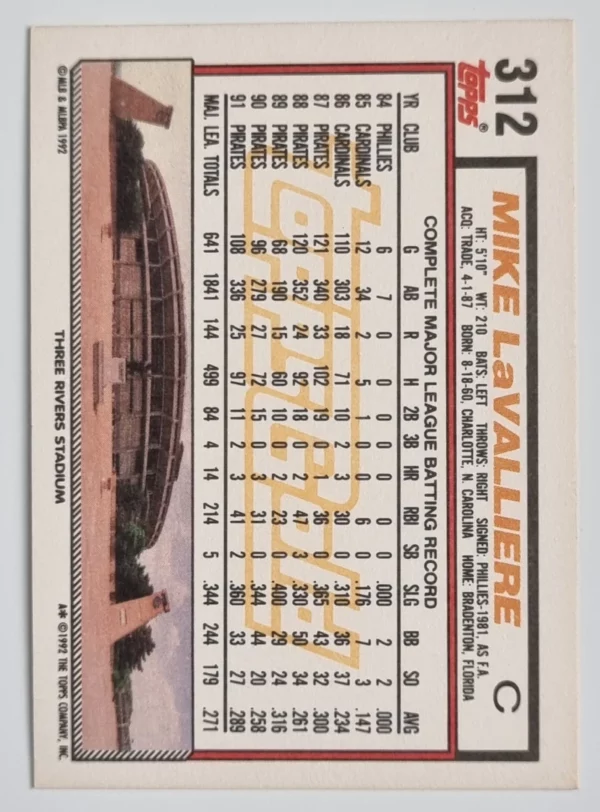 312
Topps®
MIKE LaVALLIERE C
HT: 5'10" WT: 210 BATS: LEFT THROWS: RIGHT SIGNED: PHILLIES-1981, AS F.A.
ACQ: TRADE, 4-1-87 BORN: 8-18-60, CHARLOTTE, N. CAROLINA HOME: BRADENTON, FLORIDA
COMPLETE MAJOR LEAGUE BATTING RECORD
YR CLUB G AB R H 2B 3B HR RBI SB SLG BB SO AVG
84 PHILLIES 6 7 0 0 0 0 0 0 0 .000 2 2 .000
85 CARDINALS 12 34 2 5 1 0 0 6 0 .176 7 3 .147
86 CARDINALS 110 303 18 71 10 2 3 30 0 .310 36 37 .234
87 PIRATES 121 340 33 102 19 0 1 36 0 .365 43 32 .300
88 PIRATES 120 352 24 92 18 0 2 47 3 .330 50 34 .261
89 PIRATES 68 190 15 60 10 0 2 23 0 .400 29 24 .316
90 PIRATES 96 279 27 72 15 0 3 31 0 .344 44 20 .258
91 PIRATES 108 336 25 97 11 2 3 41 2 .360 33 27 .289
MAJ. LEA. TOTALS 641 1841 144 499 84 4 14 214 5 .344 244 179 .271
ToppsGold
©MLB & MLBPA 1992
THREE RIVERS STADIUM
A* ©1992 THE TOPPS COMPANY, INC.